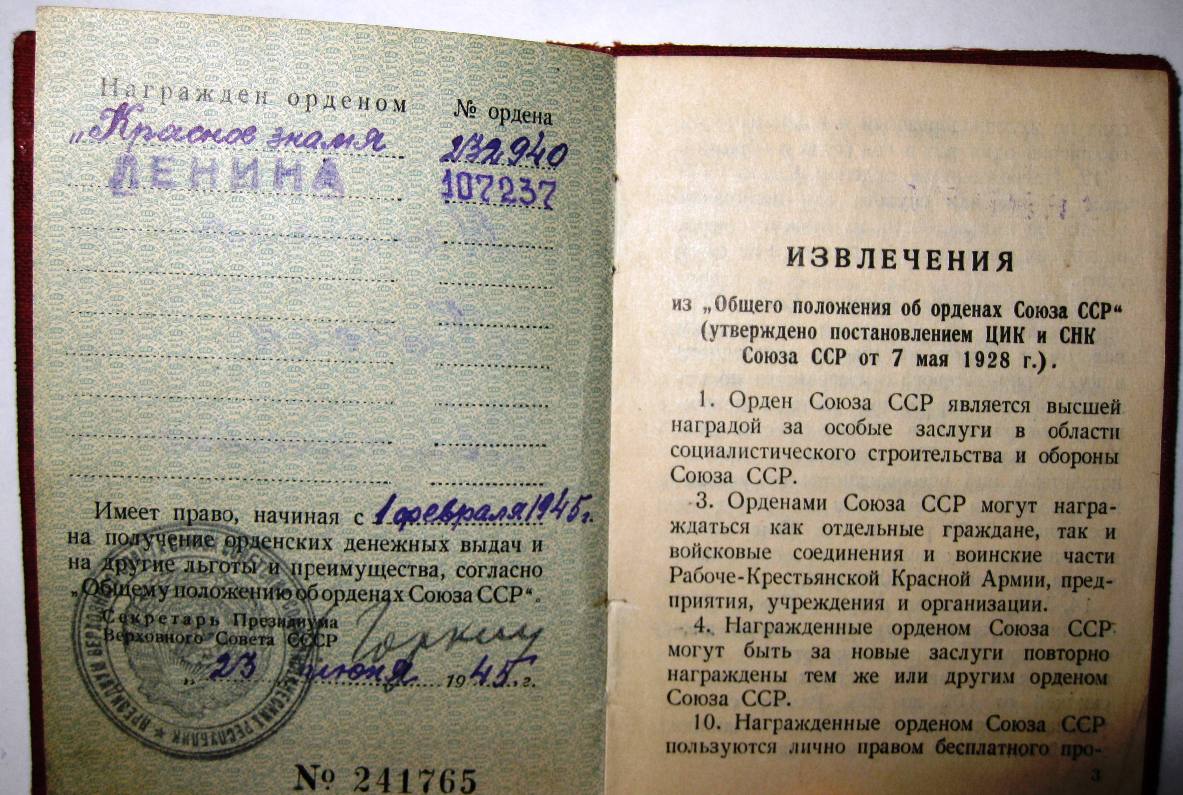 Награжден орденом № ордена
„Красное знамя 232940
ЛЕНИНА 107237
Имеет право, начиная с 1 февраля 1945 г.
на получение орденских денежных выдач и
на другие льготы и преимущества, согласно
„Общему положению об орденах Союза ССР“.
Секретарь Президиума
Верховного Совета СССР Горкин
„ 23 июня 1945. г.
№ 241765
ИЗВЛЕЧЕНИЯ
из „Общего положения об орденах Союза ССР“
(утверждено постановлением ЦИК и СНК
Союза ССР от 7 мая 1928 г.).
1. Орден Союза ССР является высшей
наградой за особые заслуги в области
социалистического строительства и обороны
Союза ССР.
3. Орденами Союза ССР могут награ-
ждаться как отдельные граждане, так и
войсковые соединения и воинские части
Рабоче-Крестьянской Красной Армии, пред-
приятия, учреждения и организации.
4. Награжденные орденом Союза ССР
могут быть за новые заслуги повторно
награждены тем же или другим орденом
Союза ССР.
10. Награжденные орденом Союза ССР
пользуются лично правом бесплатного про-
3